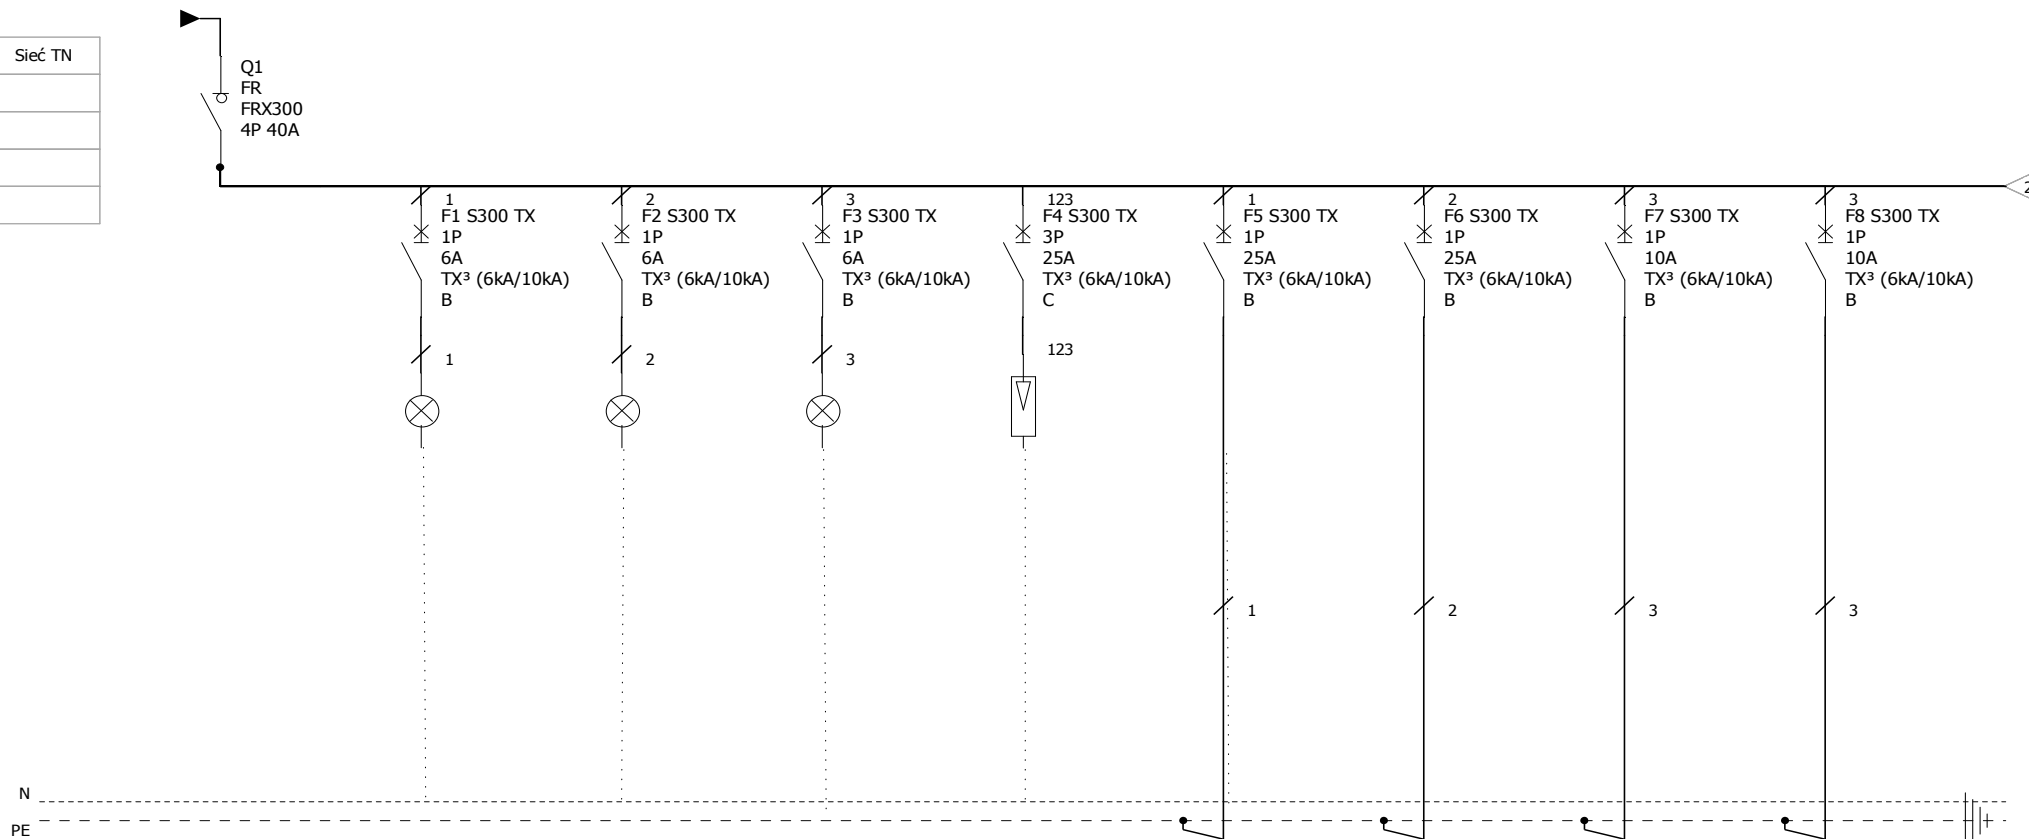 Sieć TN
Q1
FR
FRX300
4P 40A
1
F1 S300 TX
1P
6A
TX³ (6kA/10kA)
B
1
2
F2 S300 TX
1P
6A
TX³ (6kA/10kA)
B
2
3
F3 S300 TX
1P
6A
TX³ (6kA/10kA)
B
3
123
F4 S300 TX
3P
25A
TX³ (6kA/10kA)
C
123
1
F5 S300 TX
1P
25A
TX³ (6kA/10kA)
B
1
2
F6 S300 TX
1P
25A
TX³ (6kA/10kA)
B
2
3
F7 S300 TX
1P
10A
TX³ (6kA/10kA)
B
3
3
F8 S300 TX
1P
10A
TX³ (6kA/10kA)
B
3
2
N
PE